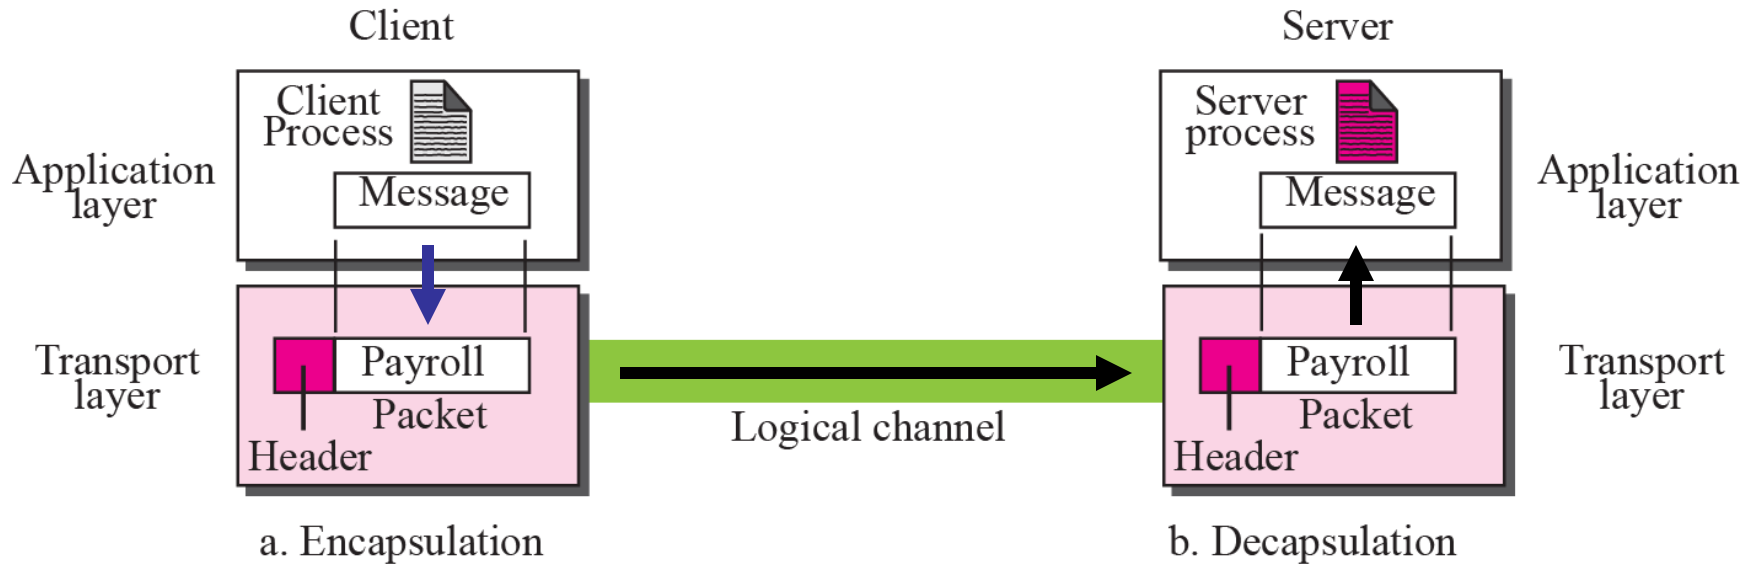 Client
Server
Client
Process
Message
Application
layer
Server
process
Message
Application
layer
Transport
layer
Payroll
Packet
Header
Logical channel
Payroll
Packet
Header
Transport
layer
a. Encapsulation
b. Decapsulation